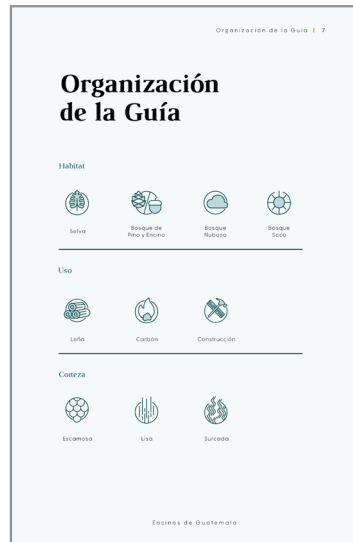 Organización de la Guía | 7
Organización
de la Guía
Habitat
Selva
Bosque de
Pino y Encino
Bosque
Nuboso
Bosque
Seco
Uso
Leña
Carbón
Construcción
Corteza
Escamosa
Lisa
Surcada
Encinos de Guatemala